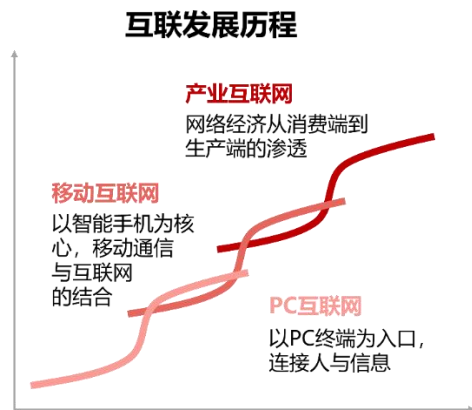 互联发展历程
产业互联网
网络经济从消费端到
生产端的渗透
移动互联网
以智能手机为核
心，移动通信
与互联网
的结合
PC互联网
以PC终端为入口，
连接人与信息